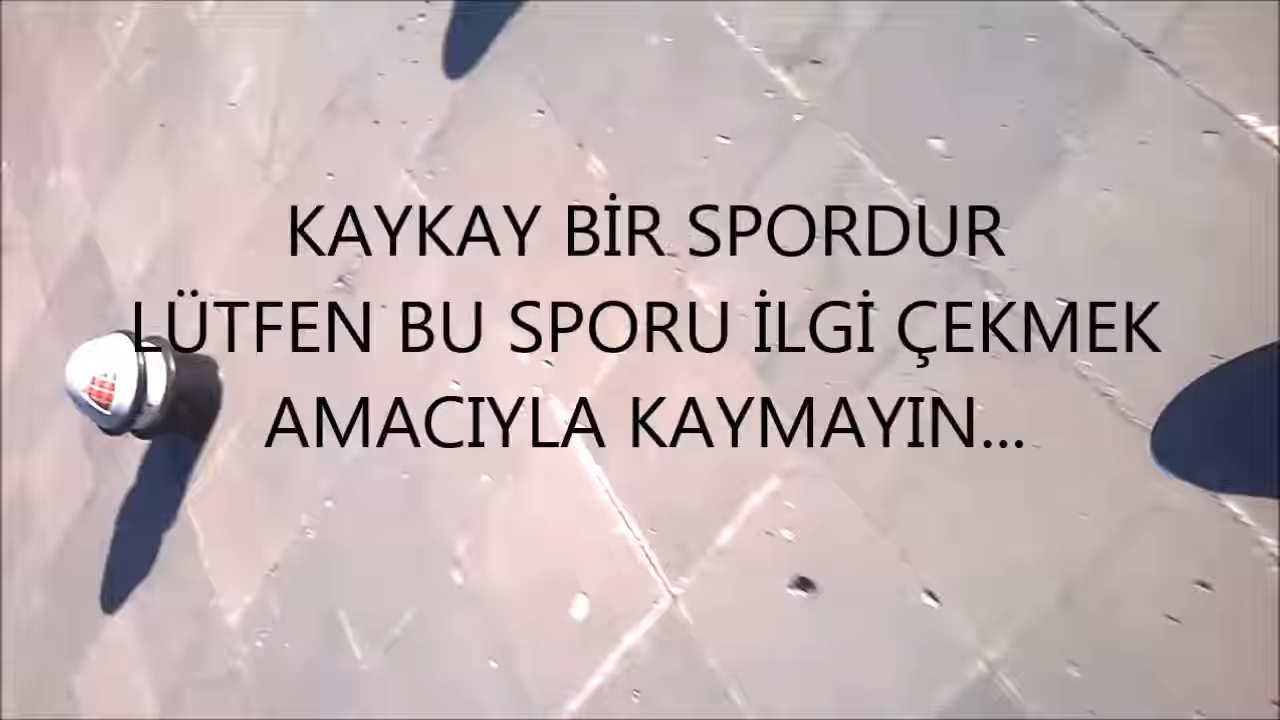 KAYKAY BİR SPORDUR
LÜTFEN BU SPORU İLGİ ÇEKMEK
AMACIYLA KAYMAYIN...